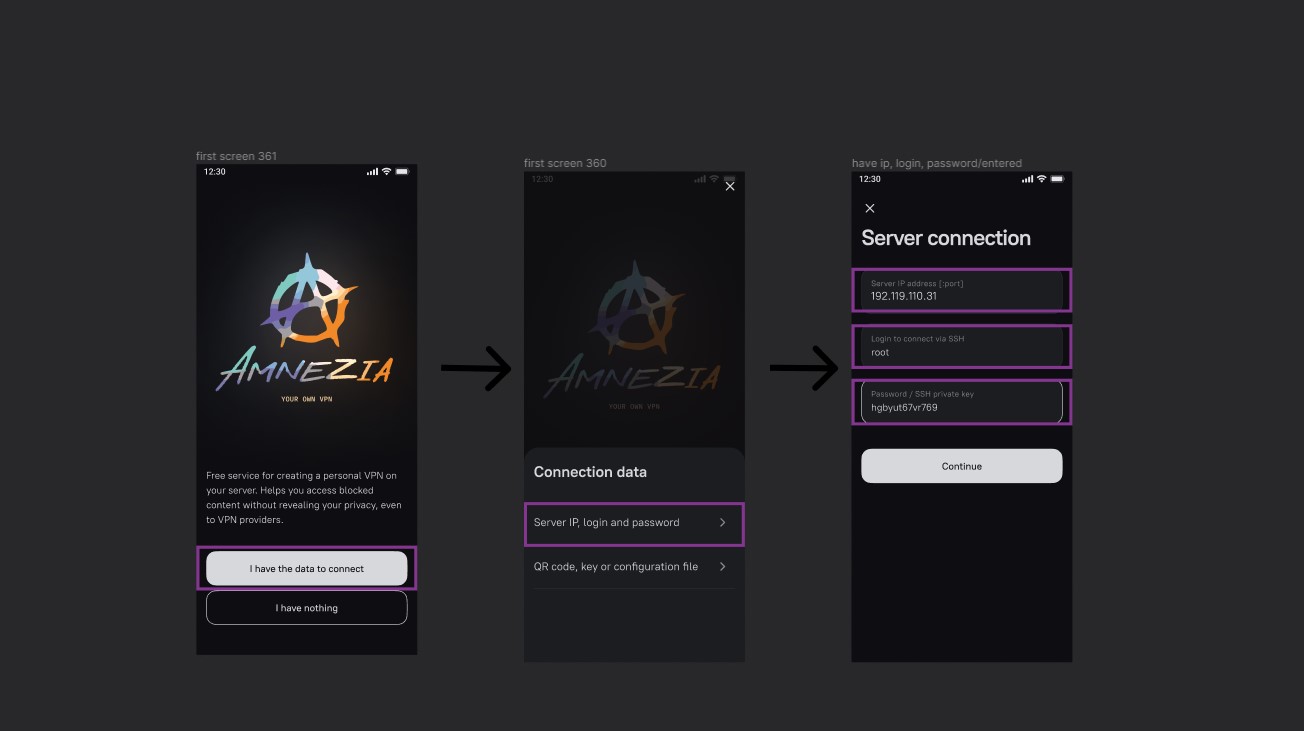 first screen 361
12:30
AMNEZIA
YOUR OWN VPN
Free service for creating a personal VPN on
your server. Helps you access blocked
content without revealing your privacy, even
to VPN providers.
I have the data to connect
I have nothing
first screen 360
12:30
AMNEZIA
YOUR OWN VPN
Connection data
Server IP, login and password
QR code, key or configuration file
have ip, login, password/entered
12:30
Server connection
Server IP address [:port]
192.119.110.31
Login to connect via SSH
root
Password / SSH private key
hgbyut67vr769
Continue